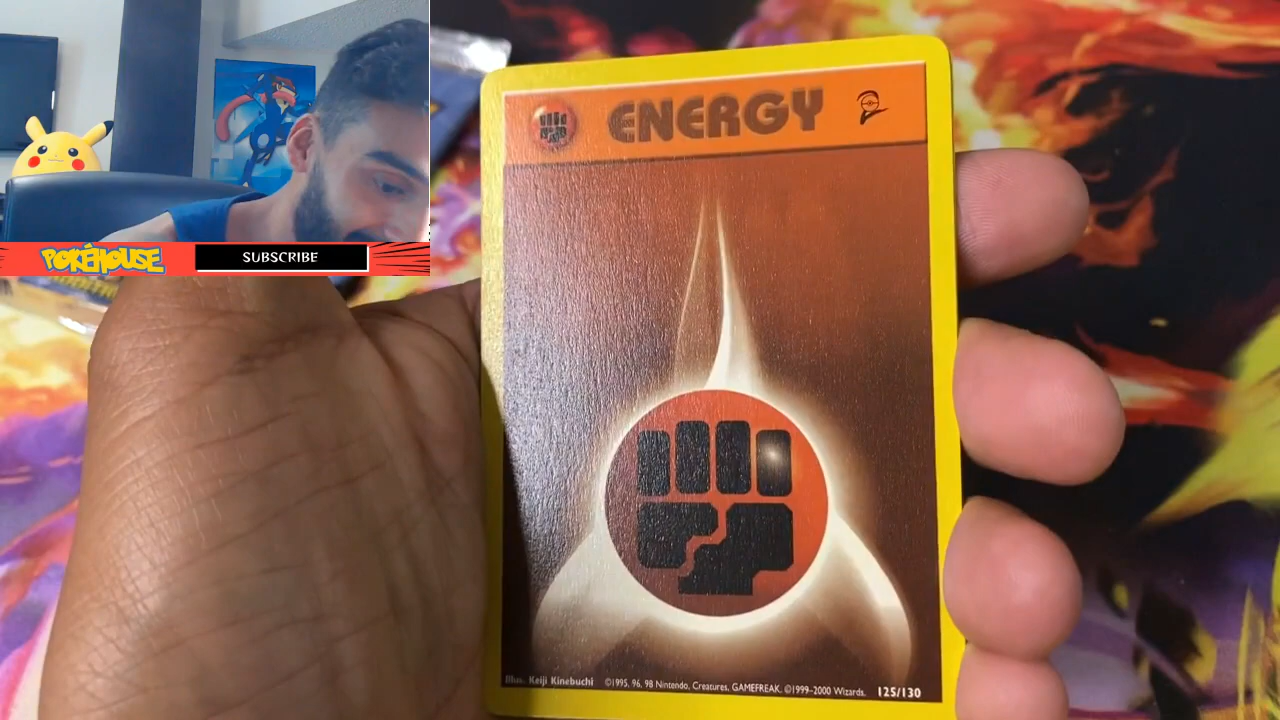 POKÉHOUSE
SUBSCRIBE
ENERGY
Illus. Keiji Kinebuchi ©1995, 96, 98 Nintendo, Creatures, GAMEFREAK. ©1999-2000 Wizards. 125/130